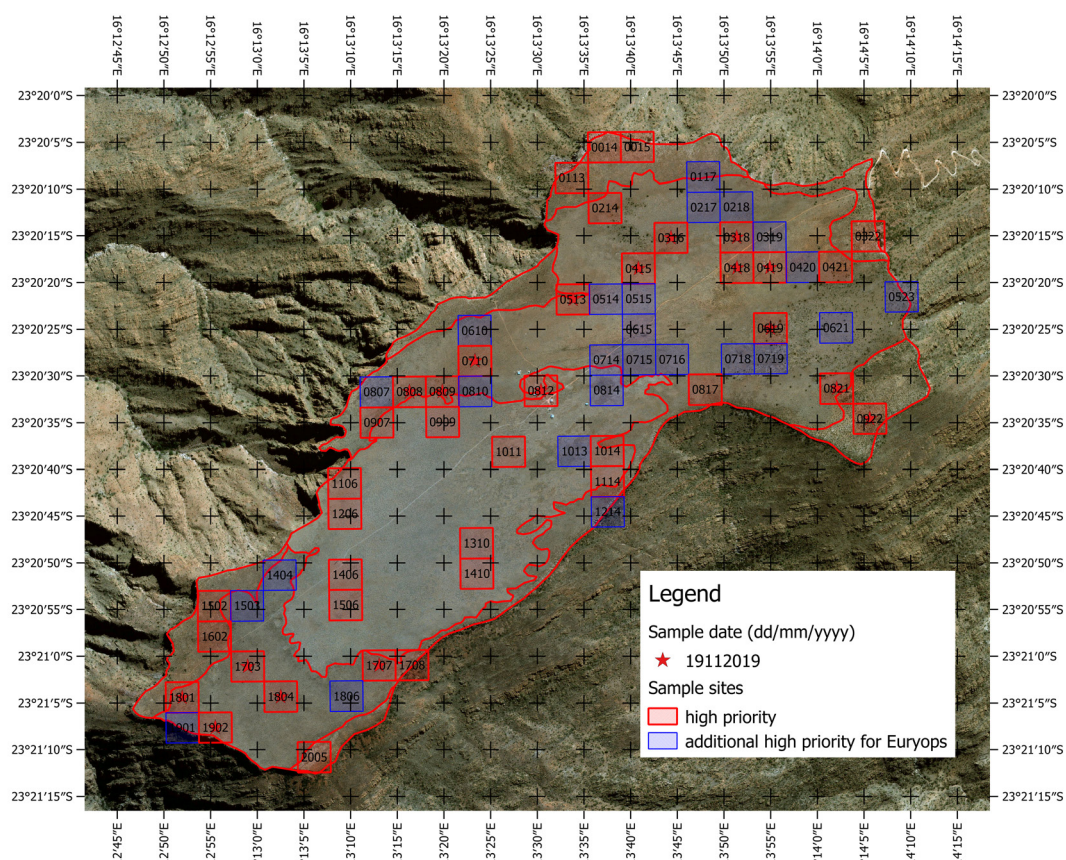 16°12'45"E 16°12'50"E 16°12'55"E 16°13'0"E 16°13'5"E 16°13'10"E 16°13'15"E 16°13'20"E 16°13'25"E 16°13'30"E 16°13'35"E 16°13'40"E 16°13'45"E 16°13'50"E 16°13'55"E 16°14'0"E 16°14'5"E 16°14'10"E 16°14'15"E
23°20'0"S 23°20'0"S
23°20'5"S 0014 0015 23°20'5"S
23°20'10"S 0113 0117 23°20'10"S
0214 0217 0218
23°20'15"S 0316 0318 0319 0322 23°20'15"S
23°20'20"S 0415 0418 0419 0420 0421 23°20'20"S
0513 0514 0515 0523
23°20'25"S 0610 0615 0619 0621 23°20'25"S
0710 0714 0715 0716 0718 0719
23°20'30"S 0807 0808 0809 0810 0812 0814 0817 0821 23°20'30"S
23°20'35"S 0907 0909 0922 23°20'35"S
1011 1013 1014
23°20'40"S 1106 1114 23°20'40"S
23°20'45"S 1206 1214 23°20'45"S
1310
23°20'50"S 1404 1406 1410 23°20'50"S
23°20'55"S 1502 1503 1506 23°20'55"S
1602
23°21'0"S 1703 1707 1708 23°21'0"S
23°21'5"S 1801 1804 1806 23°21'5"S
1902
23°21'10"S 2005 23°21'10"S
23°21'15"S 23°21'15"S
Legend
Sample date (dd/mm/yyyy)
19112019
Sample sites
high priority
additional high priority for Euryops
2'45"E 2'50"E 2'55"E 13'0"E 13'5"E 3'10"E 3'15"E 3'20"E 3'25"E 3'30"E 3'35"E 3'40"E 3'45"E 3'50"E 3'55"E 14'0"E 14'5"E 4'10"E 4'15"E